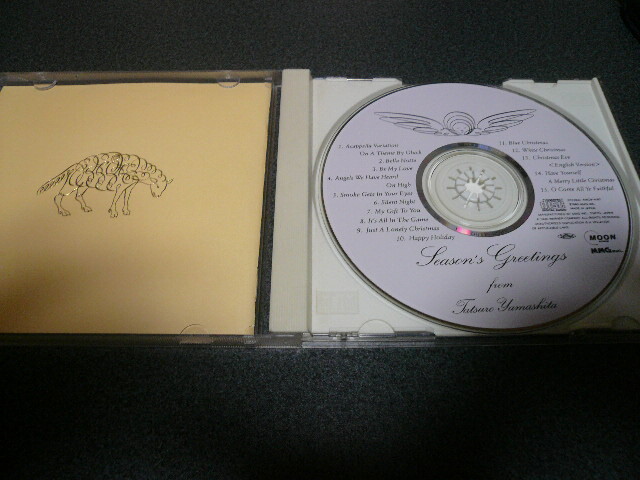 1. Acappella Variation
On A Theme By Gluck
2. Bella Notte
3. Be My Love
4. Angels We Have Heard
On High
5. Smoke Gets In Your Eyes
6. Silent Night
7. My Gift To You
8. It's All In The Game
9. Just A Lonely Christmas
10. Happy Holiday
11. Blue Christmas
12. White Christmas
13. Christmas Eve
<English Version>
14. Have Yourself
A Merry Little Christmas
15. O Come All Ye Faithful
MOON
MMG
Season's Greetings
from
Tatsuro Yamashita